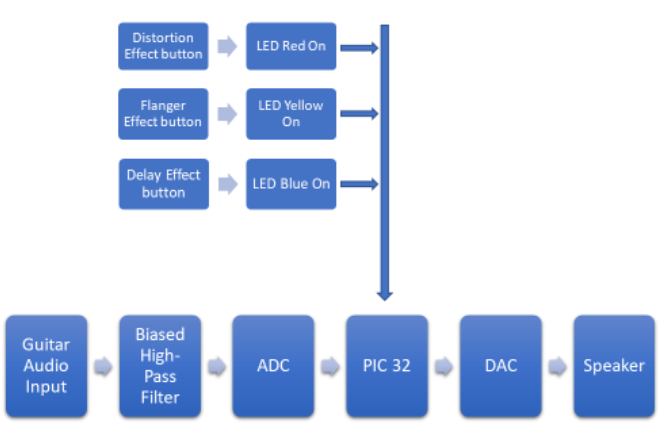 Distortion
Effect button
LED Red On
Flanger
Effect button
LED Yellow
On
Delay Effect
button
LED Blue On
Guitar
Audio
Input
Biased
High-
Pass
Filter
ADC
PIC 32
DAC
Speaker